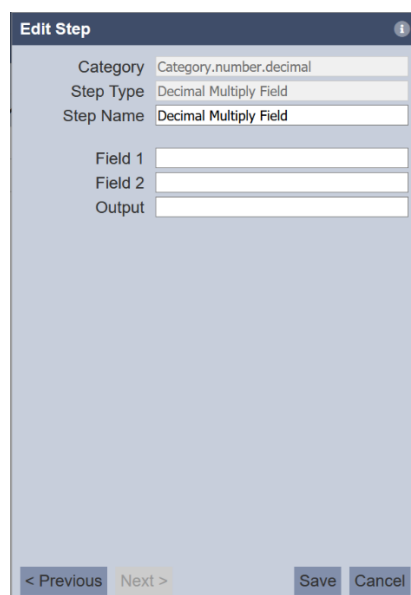 Edit Step
Category Category.number.decimal
Step Type Decimal Multiply Field
Step Name Decimal Multiply Field
Field 1
Field 2
Output
< Previous Next > Save Cancel